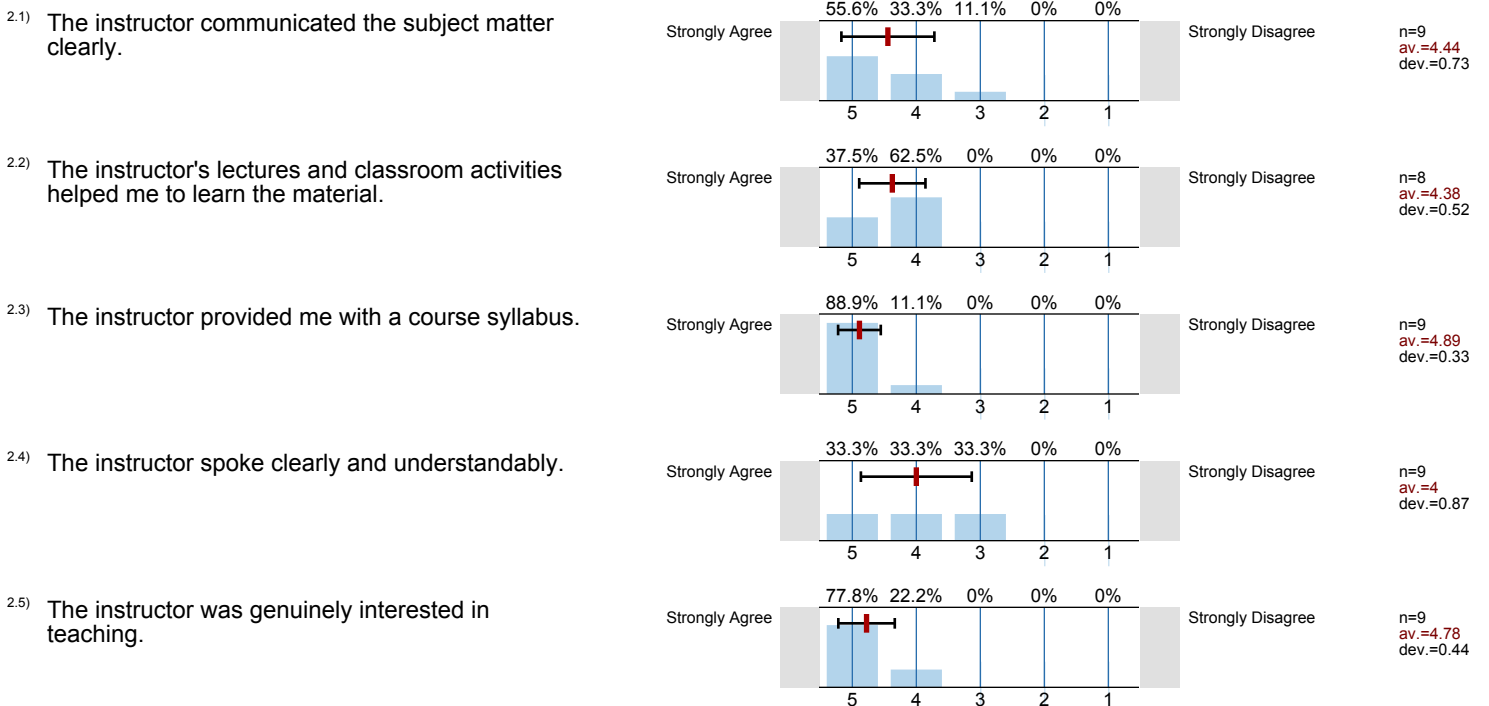 2.1) The instructor communicated the subject matter
clearly.
55.6% 33.3% 11.1% 0% 0%
Strongly Agree
Strongly Disagree
n=9
av.=4.44
dev.=0.73
5 4 3 2 1
2.2) The instructor's lectures and classroom activities
helped me to learn the material.
37.5% 62.5% 0% 0% 0%
Strongly Agree
Strongly Disagree
n=8
av.=4.38
dev.=0.52
5 4 3 2 1
2.3) The instructor provided me with a course syllabus.
88.9% 11.1% 0% 0% 0%
Strongly Agree
Strongly Disagree
n=9
av.=4.89
dev.=0.33
5 4 3 2 1
2.4) The instructor spoke clearly and understandably.
33.3% 33.3% 33.3% 0% 0%
Strongly Agree
Strongly Disagree
n=9
av.=4
dev.=0.87
5 4 3 2 1
2.5) The instructor was genuinely interested in
teaching.
77.8% 22.2% 0% 0% 0%
Strongly Agree
Strongly Disagree
n=9
av.=4.78
dev.=0.44
5 4 3 2 1